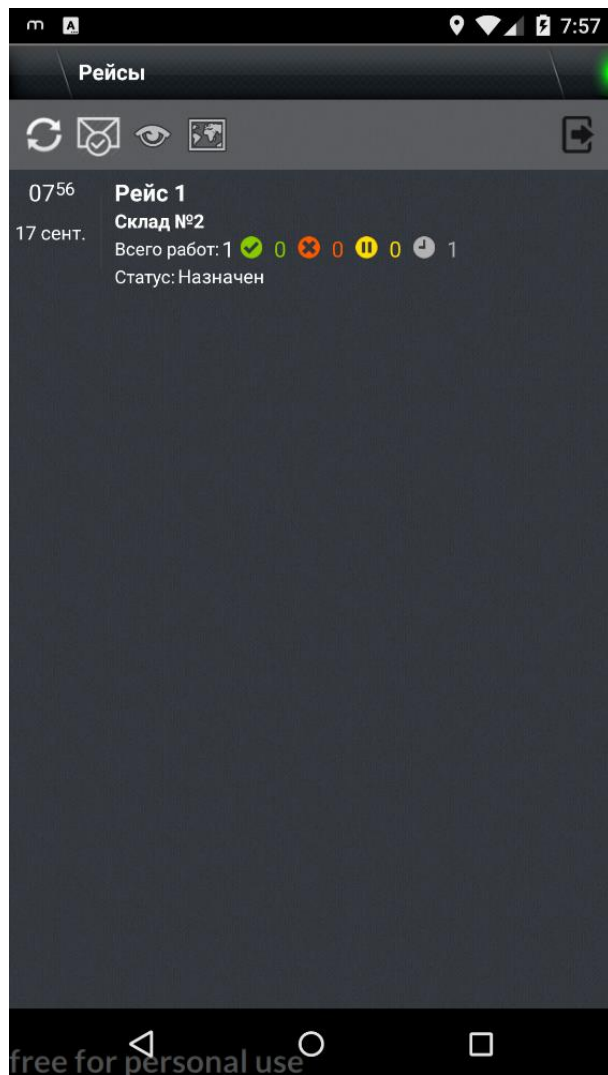 m A 7:57
Рейсы
07⁵⁶ Рейс 1
Склад №2
17 сент.
Всего работ: 1 0 0 0 1
Статус: Назначен
free for personal use